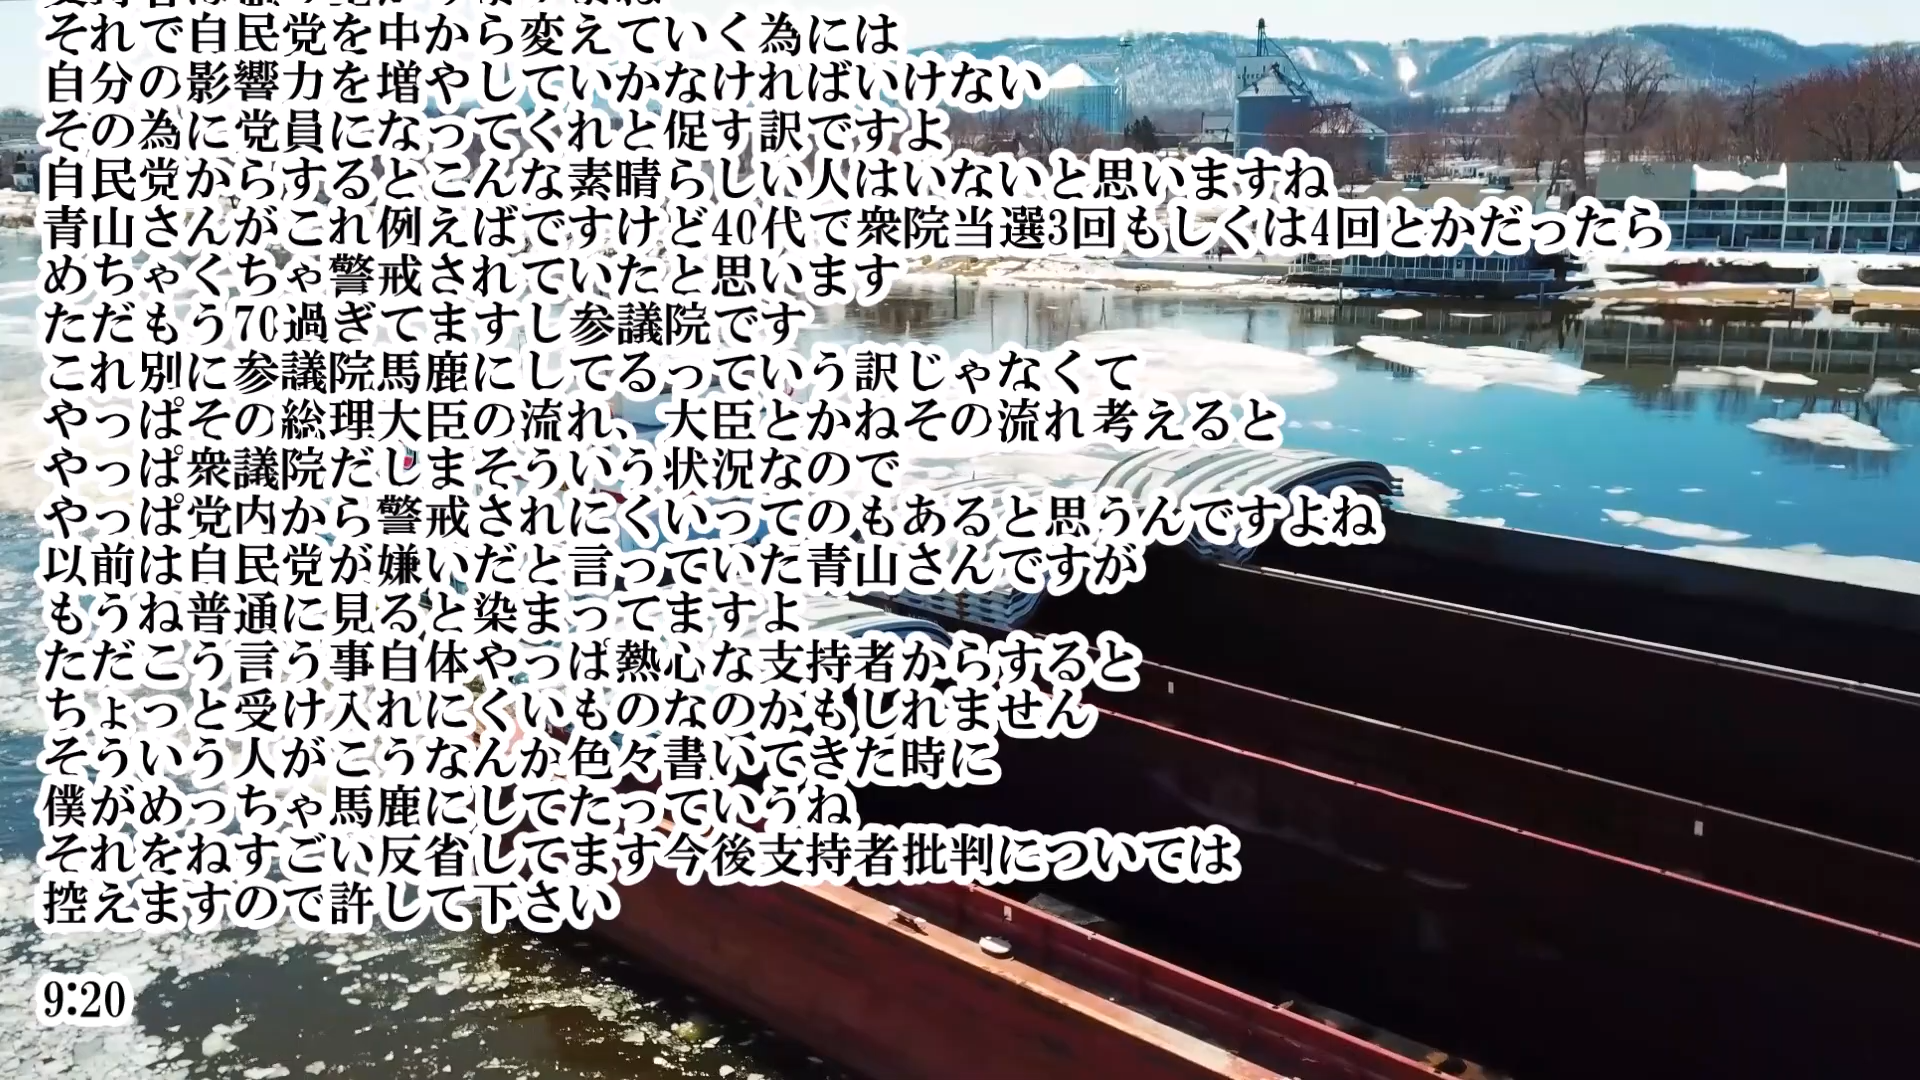 それで自民党を中から変えていく為には
自分の影響力を増やしていかなければいけない
その為に党員になってくれと促す訳ですよ
自民党からするとこんな素晴らしい人はいないと思いますね
青山さんがこれ例えばですけど40代で衆院当選3回もしくは4回とかだったら
めちゃくちゃ警戒されていたと思います
ただもう70過ぎてますし参議院です
これ別に参議院馬鹿にしてるっていう訳じゃなくて
やっぱその総理大臣の流れ、大臣とかねその流れ考えると
やっぱ衆議院だしまそういう状況なので
やっぱ党内から警戒されにくいってのもあると思うんですよね
以前は自民党が嫌いだと言っていた青山さんですが
もうね普通に見ると染まってますよ
ただこう言う事自体やっぱ熱心な支持者からすると
ちょっと受け入れにくいものなのかもしれません
そういう人がこうなんか色々書いてきた時に
僕がめっちゃ馬鹿にしてたっていうね
それをねすごい反省してます今後支持者批判については
控えますので許して下さい
9:20